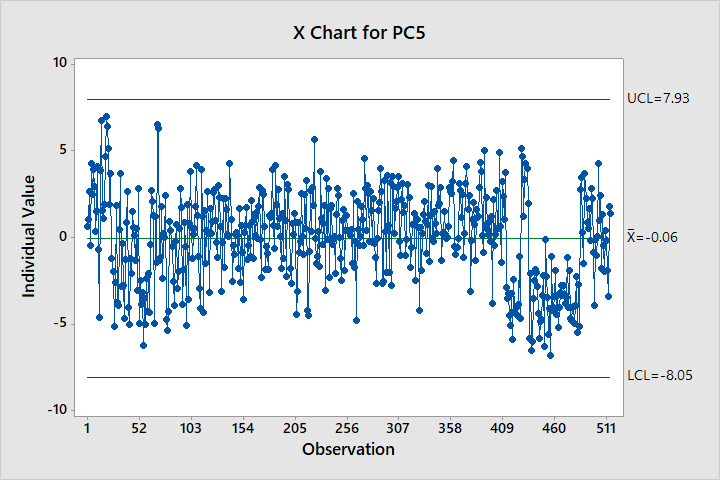 X Chart for PC5
10
5
0
-5
-10
Individual Value
UCL=7.93
X̄=-0.06
LCL=-8.05
1 52 103 154 205 256 307 358 409 460 511
Observation